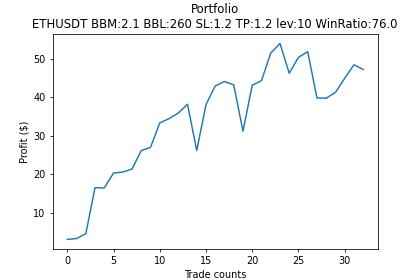 Portfolio
ETHUSDT BBM:2.1 BBL:260 SL:1.2 TP:1.2 lev:10 WinRatio:76.0
Profit ($)
50
40
30
20
10
0 5 10 15 20 25 30
Trade counts